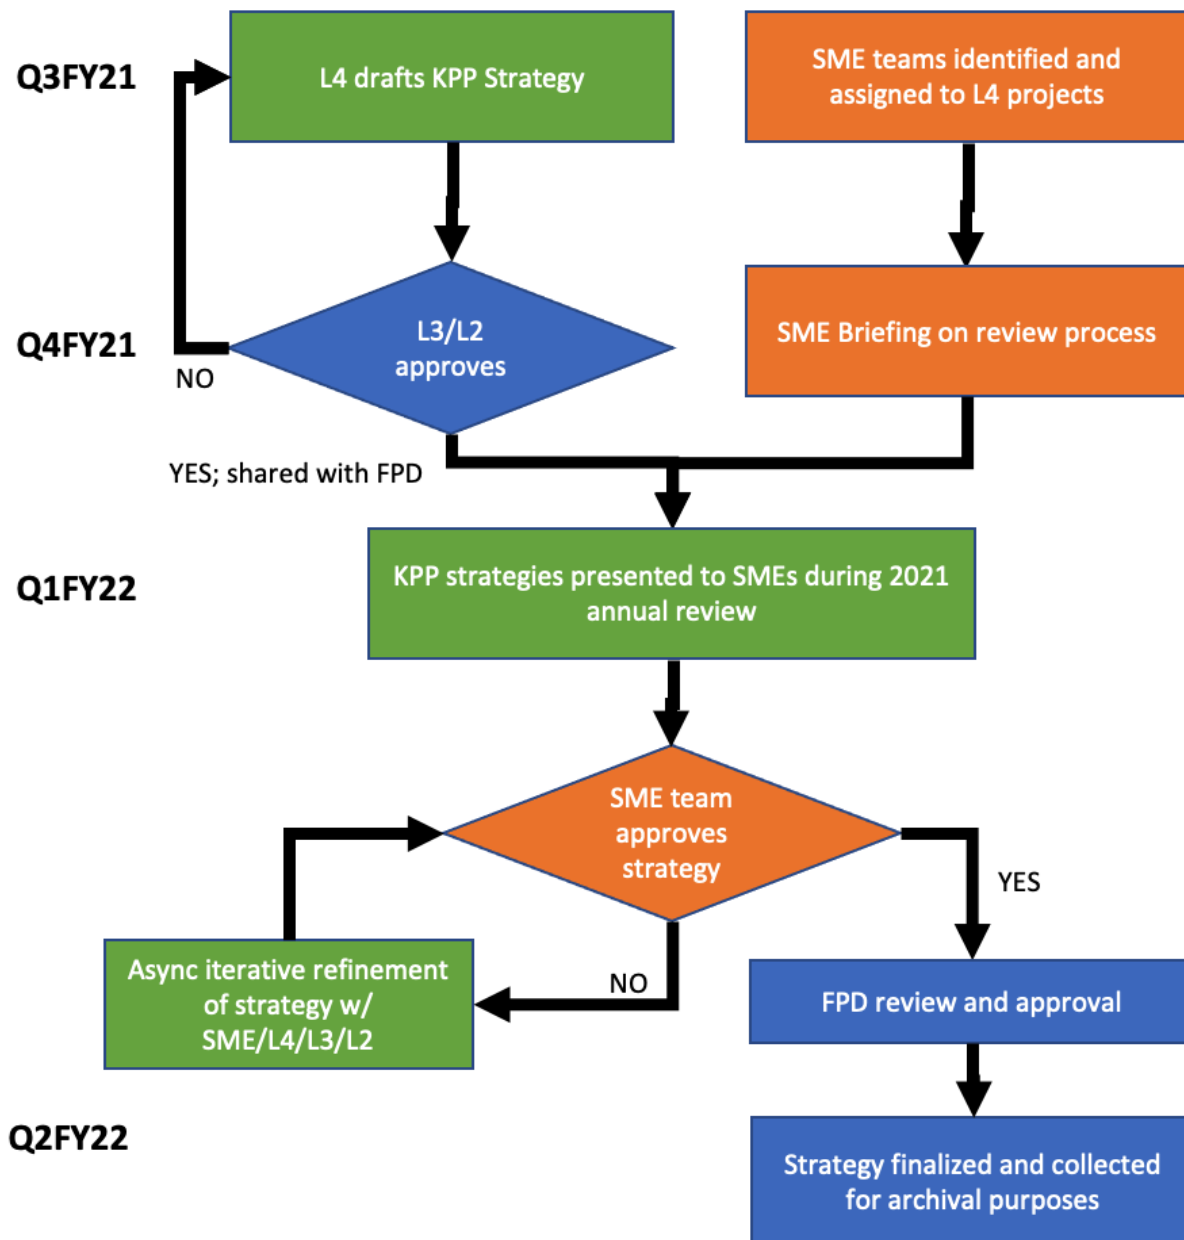 Q3FY21
L4 drafts KPP Strategy
SME teams identified and
assigned to L4 projects
Q4FY21
L3/L2
approves
SME Briefing on review process
NO
YES; shared with FPD
Q1FY22
KPP strategies presented to SMEs during 2021
annual review
SME team
approves
strategy
YES
Async iterative refinement
of strategy w/
SME/L4/L3/L2
NO
FPD review and approval
Q2FY22
Strategy finalized and collected
for archival purposes